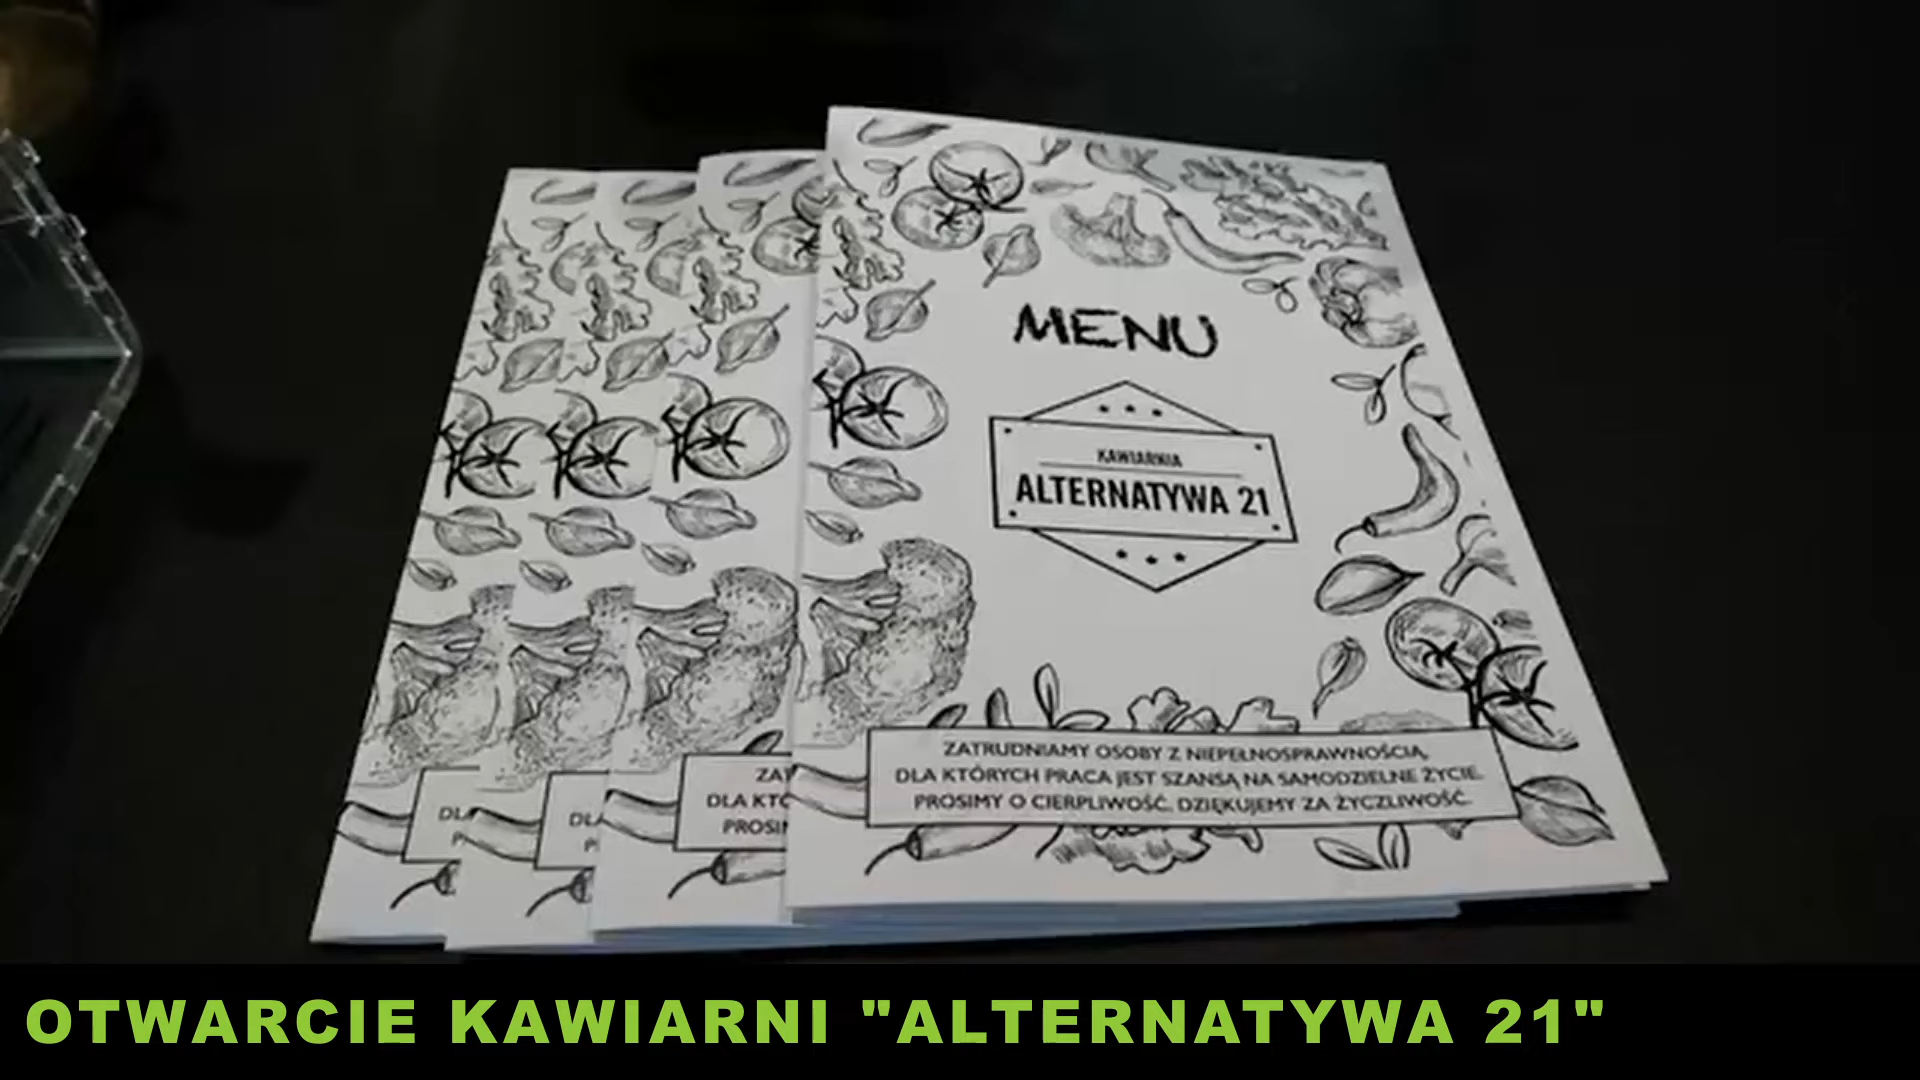 MENU
KAWIARNIA
ALTERNATYWA 21
ZATRUDNIAMY OSOBY Z NIEPEŁNOSPRAWNOŚCIĄ,
DLA KTÓRYCH PRACA JEST SZANSĄ NA SAMODZIELNE ŻYCIE.
PROSIMY O CIERPLIWOŚĆ. DZIĘKUJEMY ZA ŻYCZLIWOŚĆ.
OTWARCIE KAWIARNI "ALTERNATYWA 21"